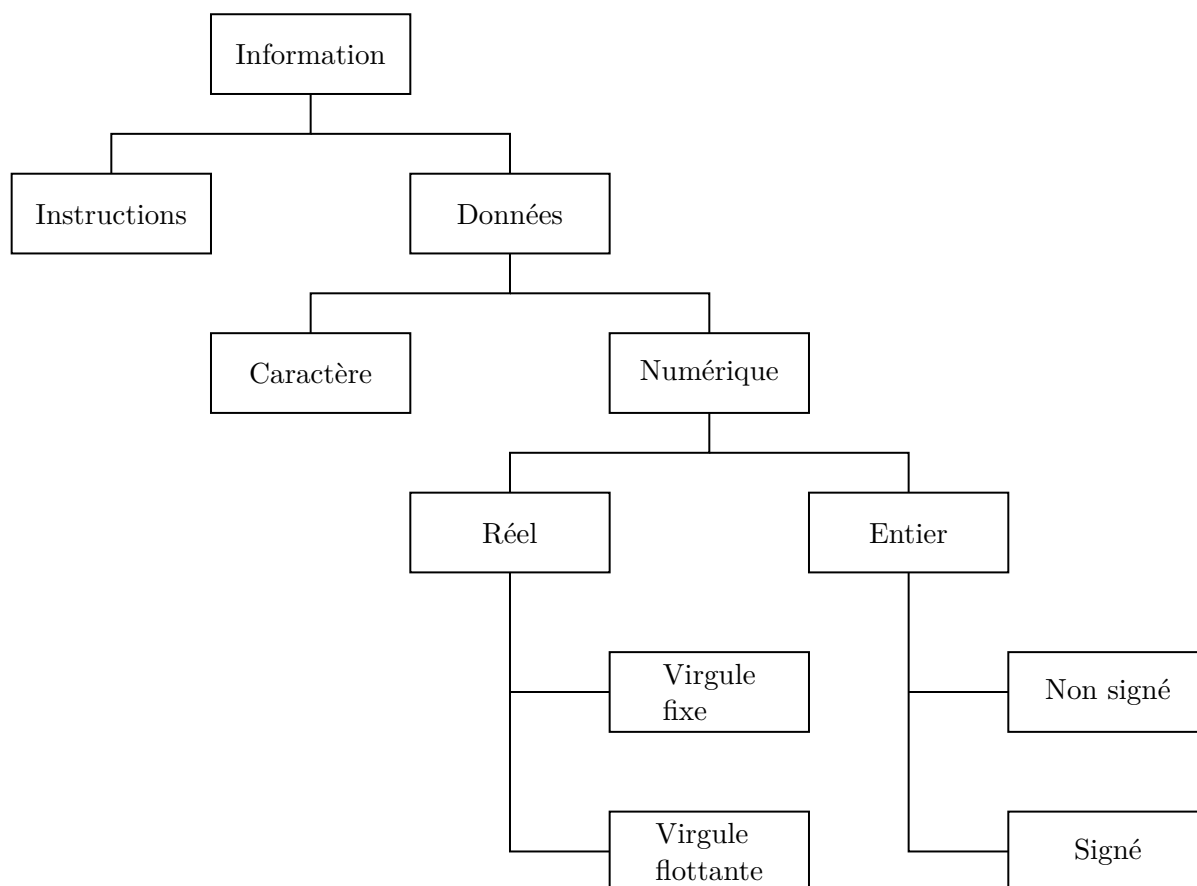 Information
Instructions
Données
Caractère
Numérique
Réel
Entier
Virgule
fixe
Non signé
Virgule
flottante
Signé